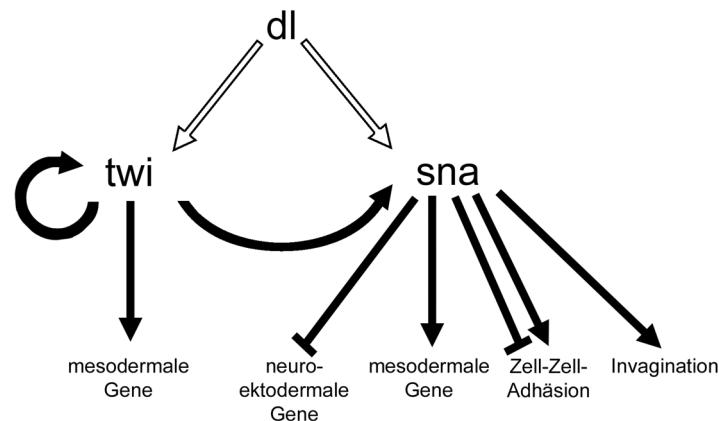 dl
twi
sna
mesodermale
Gene
neuro-
ektodermale
Gene
mesodermale
Gene
Zell-Zell-
Adhäsion
Invagination